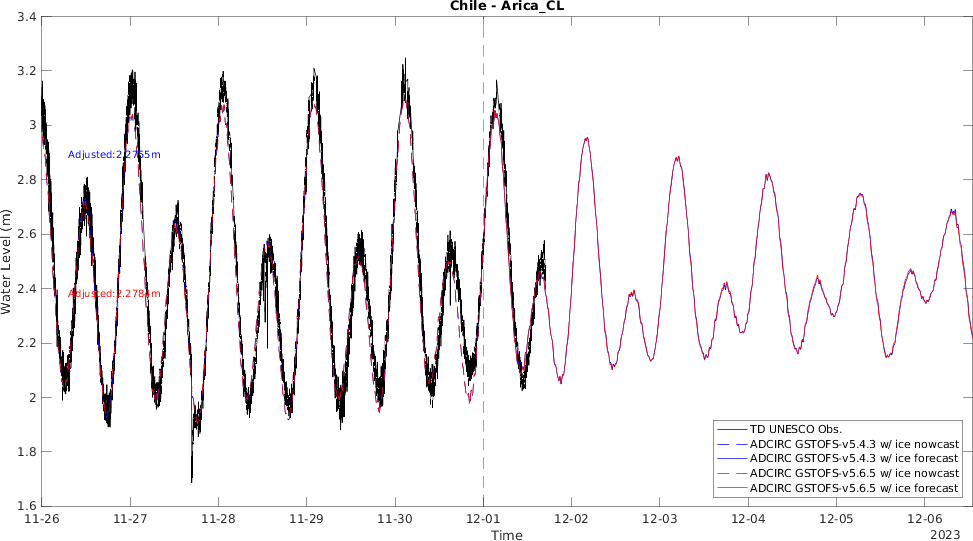 Chile - Arica_CL
3.4
3.2
3
2.8
2.6
2.4
2.2
2
1.8
1.6
Water Level (m)
Adjusted:2.2765m
Adjusted:2.2784m
TD UNESCO Obs.
ADCIRC GSTOFS-v5.4.3 w/ ice nowcast
ADCIRC GSTOFS-v5.4.3 w/ ice forecast
ADCIRC GSTOFS-v5.6.5 w/ ice nowcast
ADCIRC GSTOFS-v5.6.5 w/ ice forecast
11-26 11-27 11-28 11-29 11-30 12-01 12-02 12-03 12-04 12-05 12-06
Time
2023